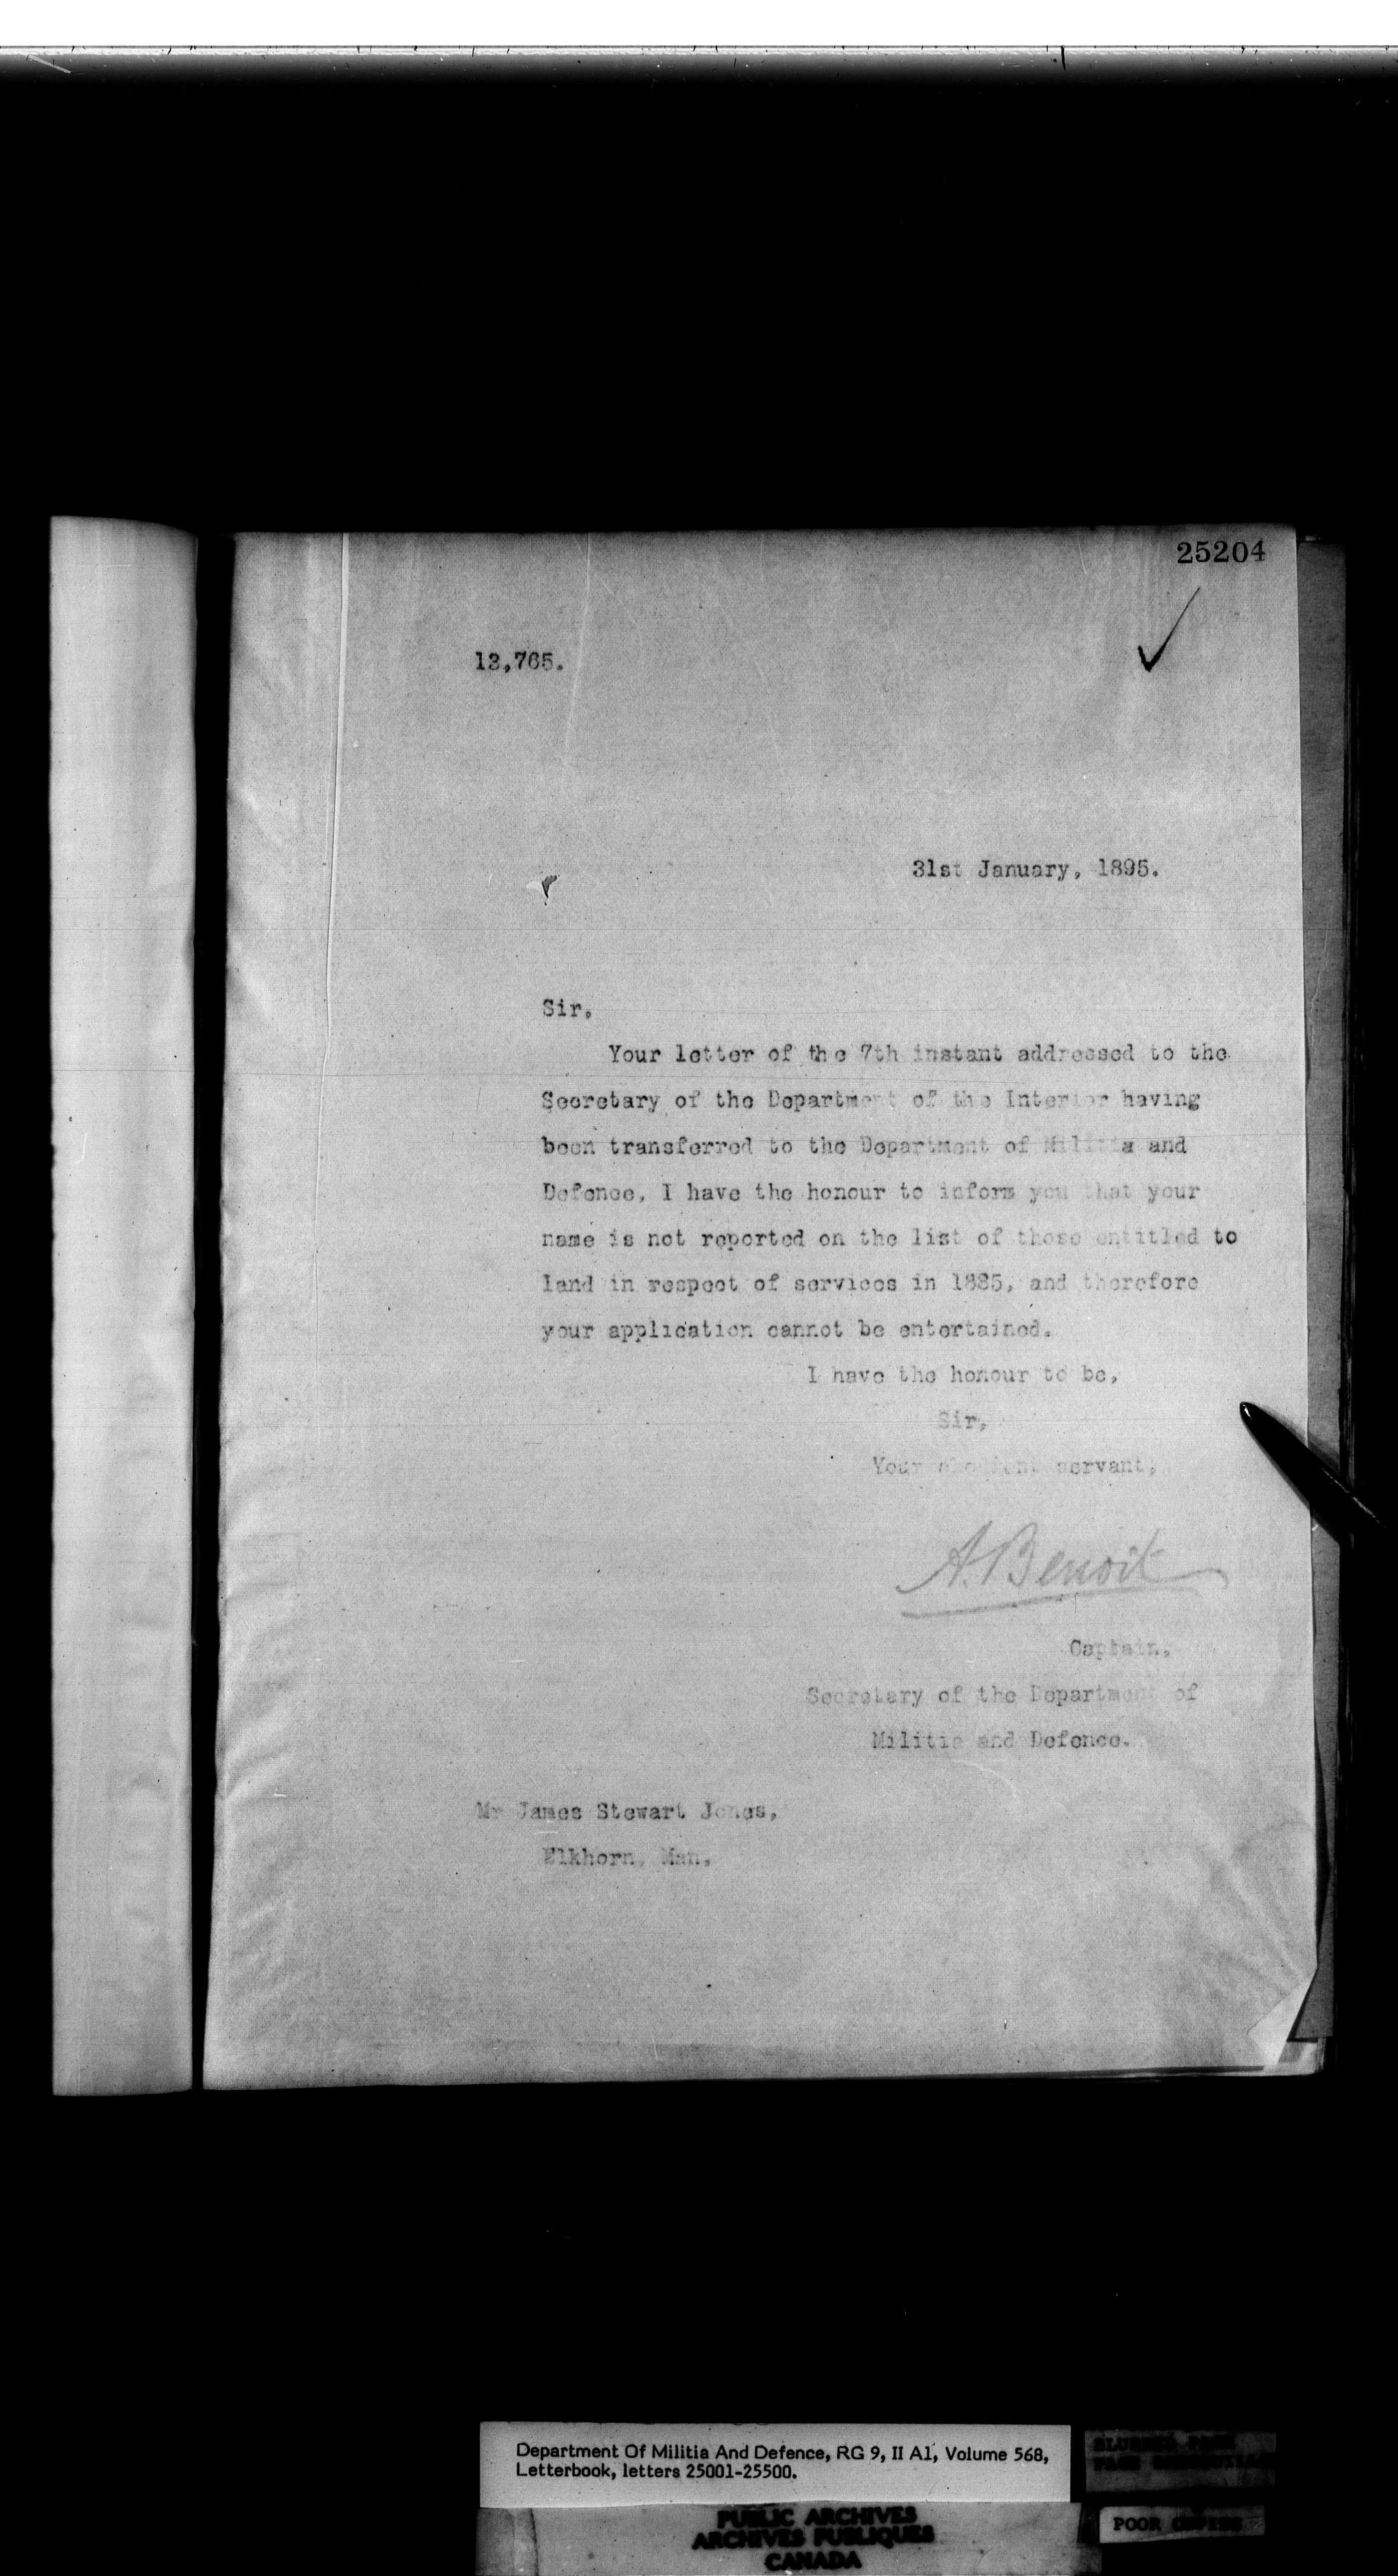 25204
13,765.
31st January, 1895.
Sir,
Your letter of the 7th instant addressed to the
Secretary of the Department of the Interior having
been transferred to the Department of Militia and
Defence, I have the honour to inform you that your
name is not reported on the list of those entitled to
land in respect of services in 1885, and therefore
your application cannot be entertained.
I have the honour to be,
Sir,
Your obedient servant,
A. Benoit
Captain,
Secretary of the Department of
Militia and Defence.
Mr James Stewart Jones,
Elkhorn, Man.
Department Of Militia And Defence, RG 9, II A1, Volume 568,
Letterbook, letters 25001-25500.
BLURRED PAGE
PAGE
POOR COPIES
PUBLIC ARCHIVES
ARCHIVES PUBLIQUES
CANADA